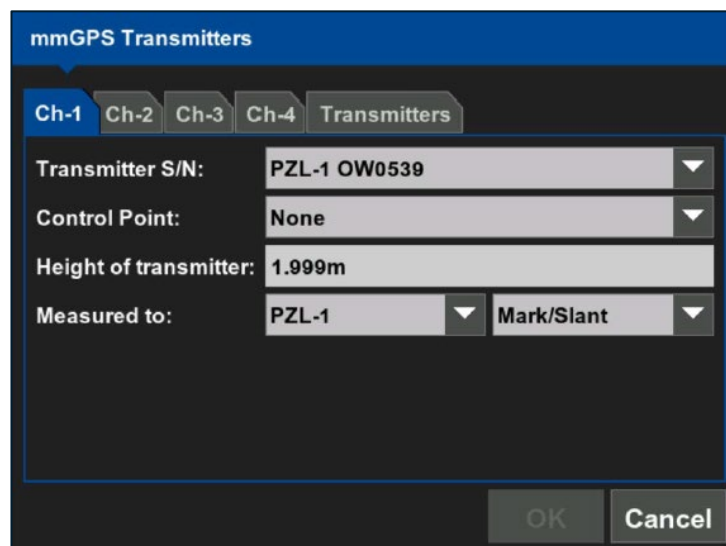 mmGPS Transmitters
Ch-1 Ch-2 Ch-3 Ch-4 Transmitters
Transmitter S/N: PZL-1 OW0539
Control Point: None
Height of transmitter: 1.999m
Measured to: PZL-1 Mark/Slant
OK Cancel